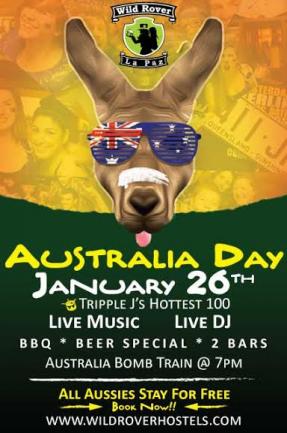 Wild Rover
La Paz
Australia Day
January 26th
Tripple J's Hottest 100
Live Music Live DJ
BBQ * Beer Special * 2 Bars
Australia Bomb Train @ 7pm
All Aussies Stay For Free
Book Now!!
www.wildroverhostels.com